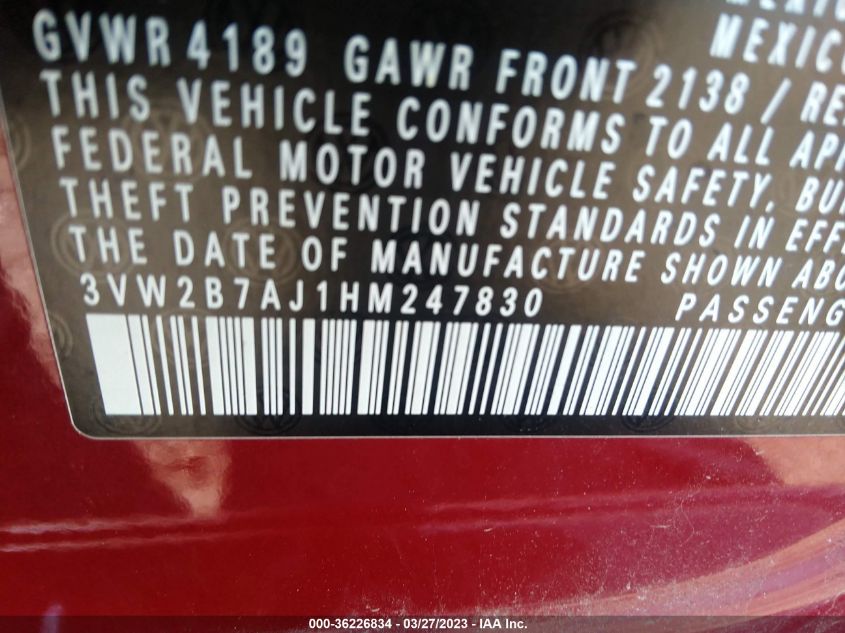 MEXICO
GVWR 4189 GAWR FRONT 2138 / RE
THIS VEHICLE CONFORMS TO ALL AP
FEDERAL MOTOR VEHICLE SAFETY, BU
THEFT PREVENTION STANDARDS IN EFF
THE DATE OF MANUFACTURE SHOWN ABO
3VW2B7AJ1HM247830 PASSENG
000-36226834 - 03/27/2023 - IAA Inc.